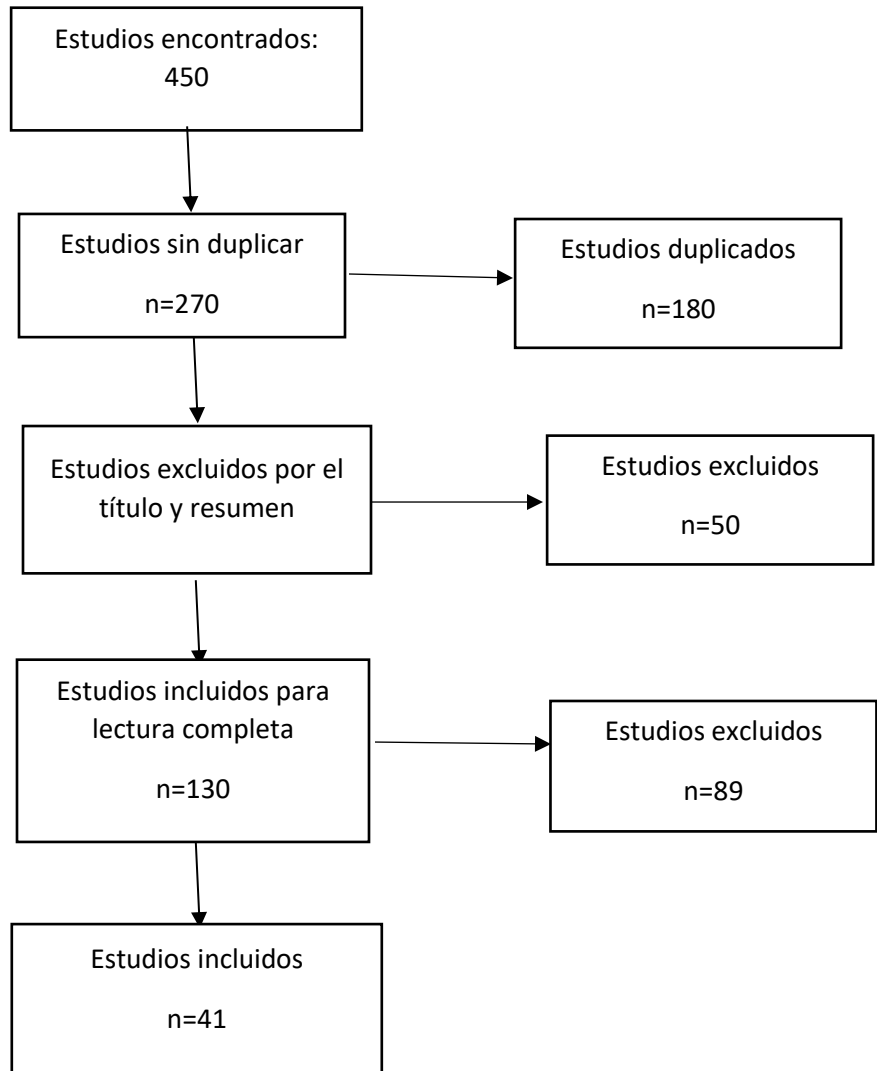 Estudios encontrados:
450
Estudios sin duplicar
n=270
Estudios duplicados
n=180
Estudios excluidos por el
título y resumen
Estudios excluidos
n=50
Estudios incluidos para
lectura completa
n=130
Estudios excluidos
n=89
Estudios incluidos
n=41